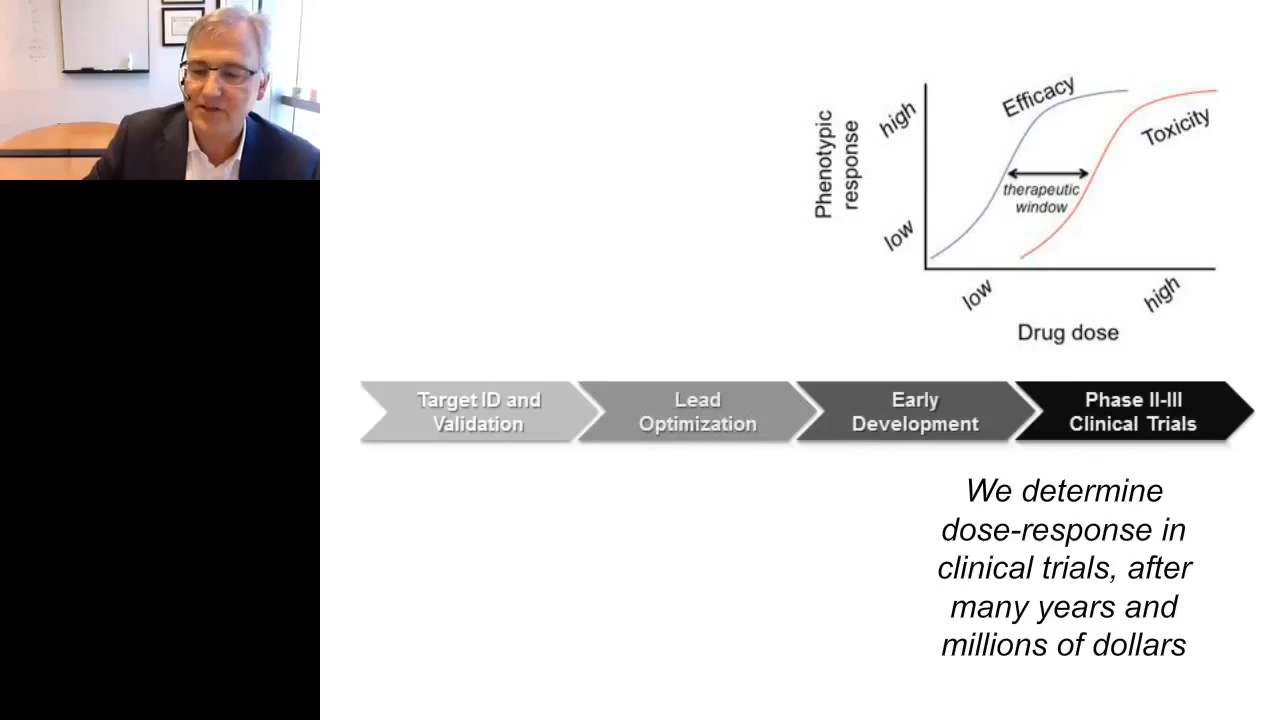 Efficacy
Toxicity
Phenotypic
response
high
low
therapeutic
window
low
high
Drug dose
Target ID and
Validation
Lead
Optimization
Early
Development
Phase II-III
Clinical Trials
We determine
dose-response in
clinical trials, after
many years and
millions of dollars